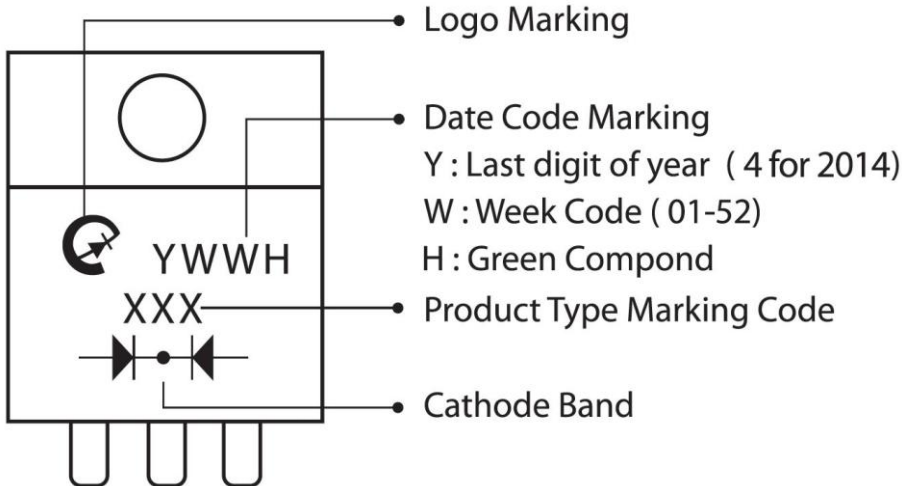 Logo Marking
Date Code Marking
Y : Last digit of year ( 4 for 2014)
W : Week Code ( 01-52)
YWWH
H : Green Compond
XXX
Product Type Marking Code
Cathode Band